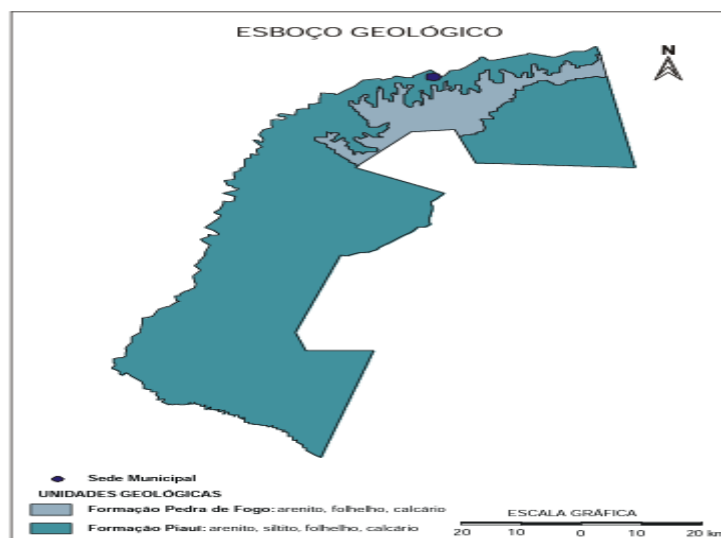 ESBOÇO GEOLÓGICO
N
Sede Municipal
UNIDADES GEOLÓGICAS
Formação Pedra de Fogo: arenito, folhelho, calcário
Formação Piauí: arenito, siltito, folhelho, calcário
ESCALA GRÁFICA
20 10 0 10 20 km